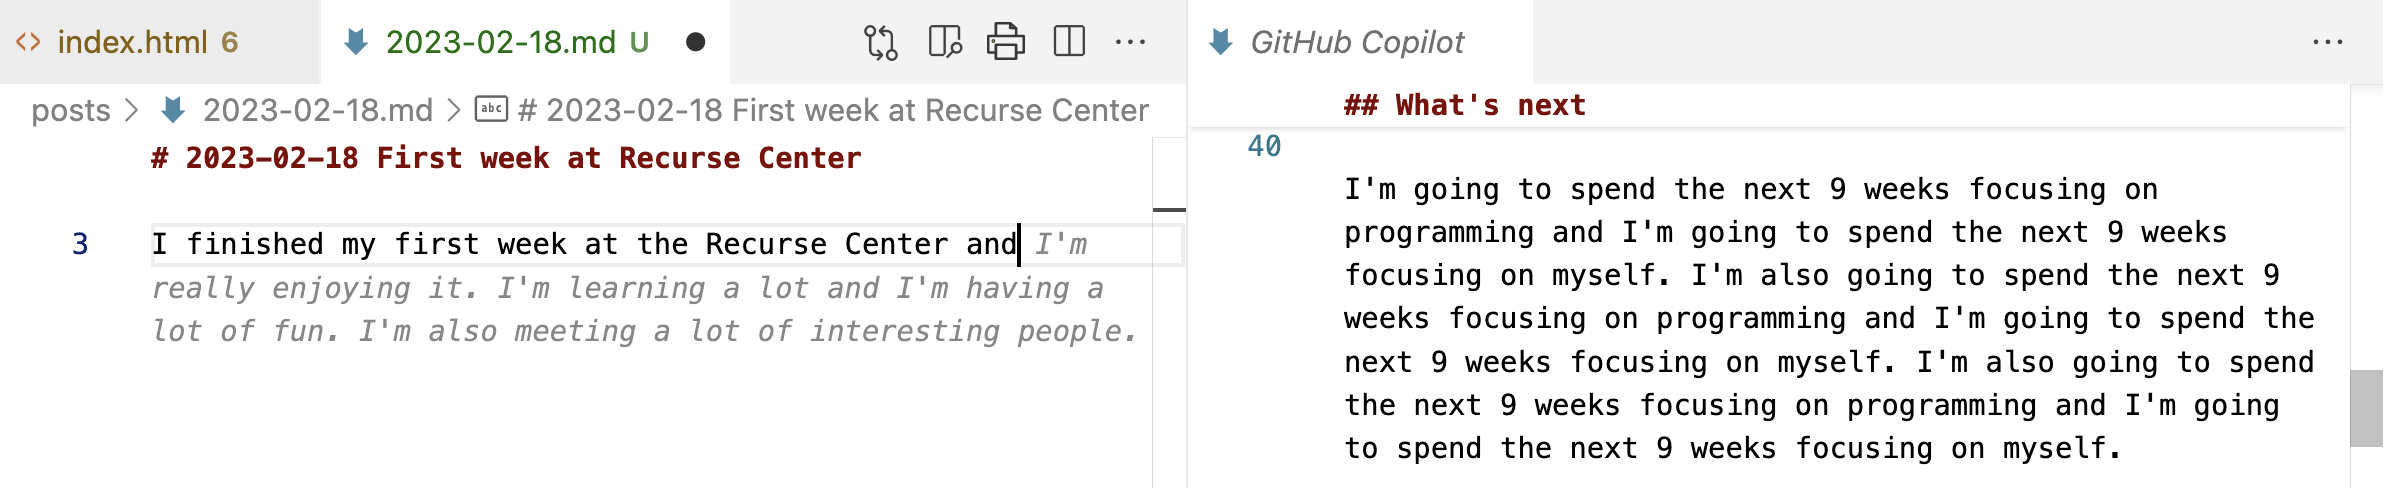 index.html 6
2023-02-18.md U
GitHub Copilot
posts > 2023-02-18.md > abc # 2023-02-18 First week at Recurse Center
# 2023-02-18 First week at Recurse Center
3 I finished my first week at the Recurse Center and I'm
really enjoying it. I'm learning a lot and I'm having a
lot of fun. I'm also meeting a lot of interesting people.
## What's next
40
I'm going to spend the next 9 weeks focusing on
programming and I'm going to spend the next 9 weeks
focusing on myself. I'm also going to spend the next 9
weeks focusing on programming and I'm going to spend the
next 9 weeks focusing on myself. I'm also going to spend
the next 9 weeks focusing on programming and I'm going
to spend the next 9 weeks focusing on myself.